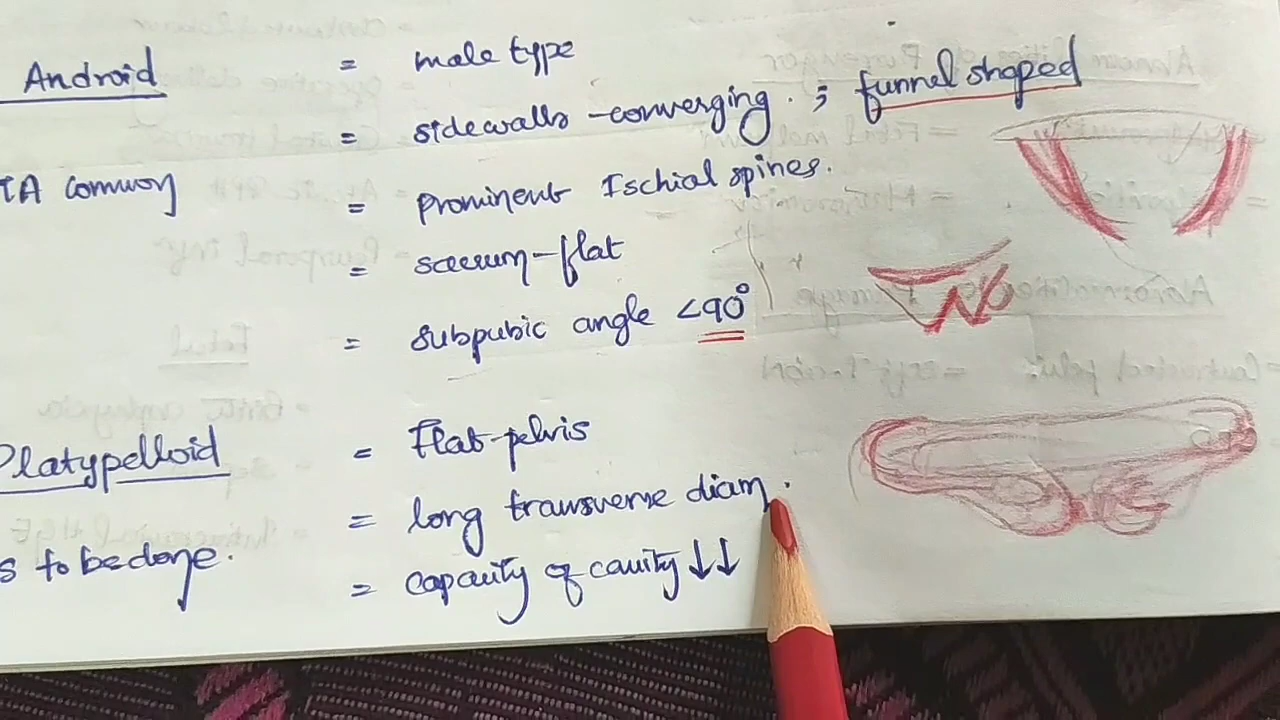 Android = male type
= sidewalls - converging. ; funnel shaped
TA common = prominent Ischial spines.
= sacrum - flat
= subpubic angle <90°
NO
Platypelloid = Flat pelvis
= long transverse diam.
s to be done.
= capacity of cavity ↓↓